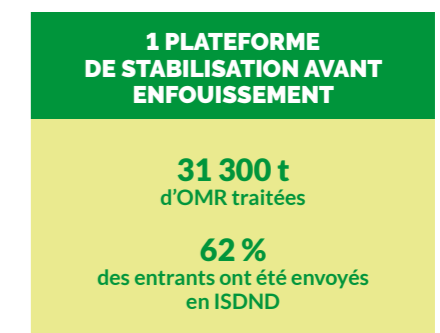 1 PLATEFORME
DE STABILISATION AVANT
ENFOUISSEMENT
31 300 t
d'OMR traitées
62 %
des entrants ont été envoyés
en ISDND